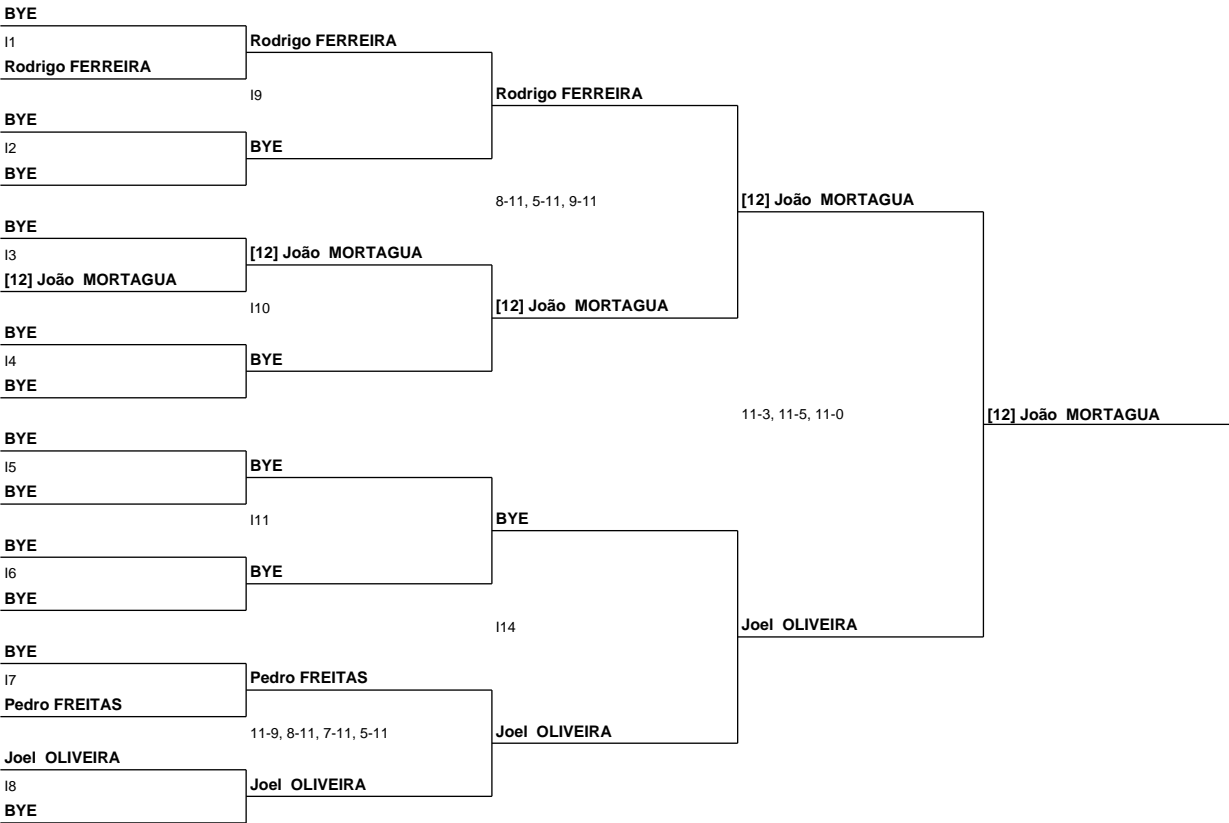 BYE
I1
Rodrigo FERREIRA
Rodrigo FERREIRA
I9
Rodrigo FERREIRA
BYE
I2
BYE
BYE
8-11, 5-11, 9-11
[12] João  MORTAGUA
BYE
I3
[12] João  MORTAGUA
[12] João  MORTAGUA
I10
[12] João  MORTAGUA
BYE
I4
BYE
BYE
11-3, 11-5, 11-0
[12] João  MORTAGUA
BYE
I5
BYE
BYE
I11
BYE
BYE
I6
BYE
BYE
I14
Joel  OLIVEIRA
BYE
I7
Pedro FREITAS
Pedro FREITAS
11-9, 8-11, 7-11, 5-11
Joel  OLIVEIRA
Joel  OLIVEIRA
I8
BYE
Joel  OLIVEIRA